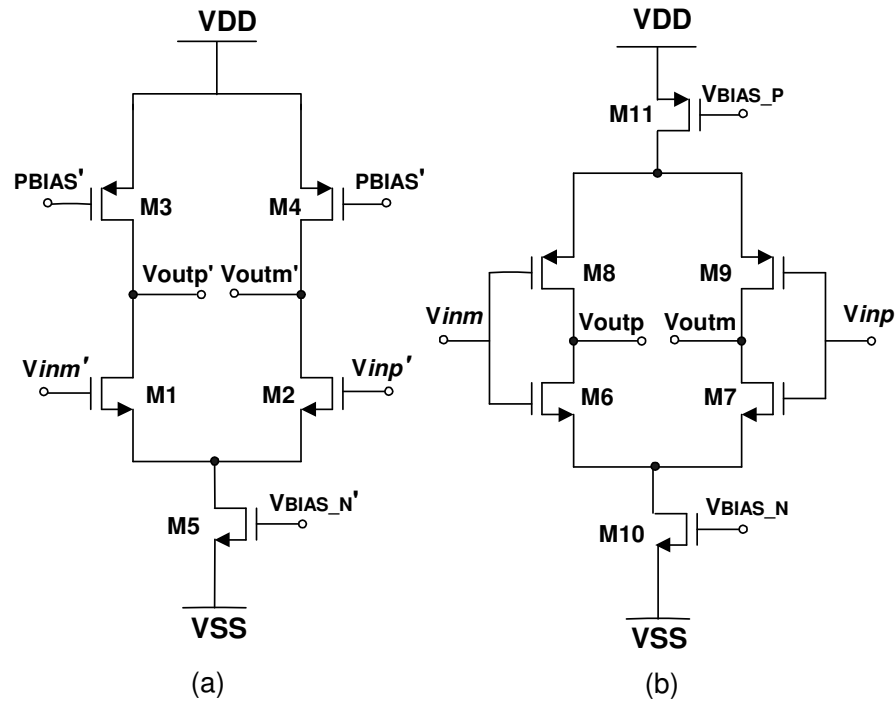 VDD
PBIAS'
M3
M4
PBIAS'
Voutp'
Voutm'
Vinm'
M1
M2
Vinp'
M5
VBIAS_N'
VSS
(a)
VDD
M11
VBIAS_P
M8
M9
Vinm
Voutp
Voutm
Vinp
M6
M7
M10
VBIAS_N
VSS
(b)